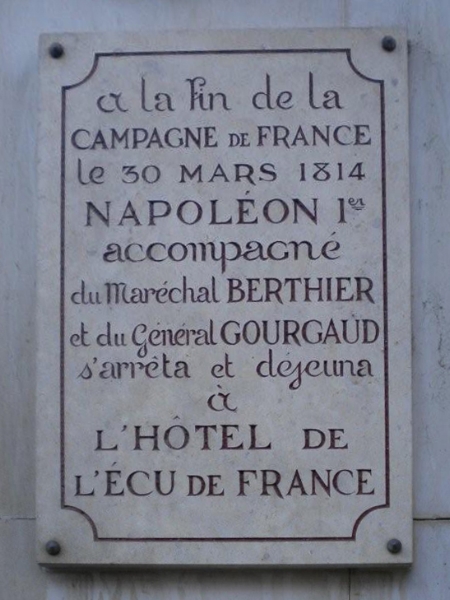 a la fin de la
CAMPAGNE DE FRANCE
le 30 MARS 1814
NAPOLÉON 1er
accompagné
du Maréchal BERTHIER
et du Général GOURGAUD
s'arrêta et déjeuna
à
L'HÔTEL DE
L'ÉCU DE FRANCE